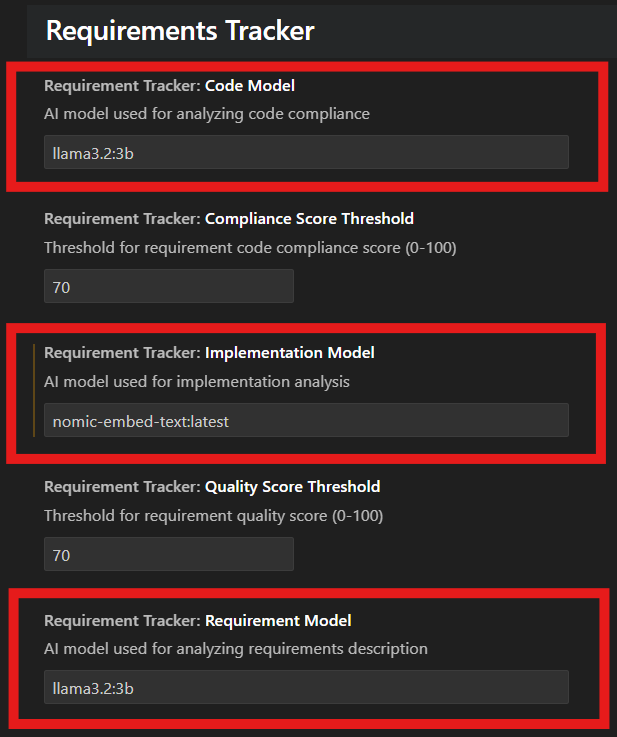 Requirements Tracker
Requirement Tracker: Code Model
AI model used for analyzing code compliance
llama3.2:3b
Requirement Tracker: Compliance Score Threshold
Threshold for requirement code compliance score (0-100)
70
Requirement Tracker: Implementation Model
AI model used for implementation analysis
nomic-embed-text:latest
Requirement Tracker: Quality Score Threshold
Threshold for requirement quality score (0-100)
70
Requirement Tracker: Requirement Model
AI model used for analyzing requirements description
llama3.2:3b